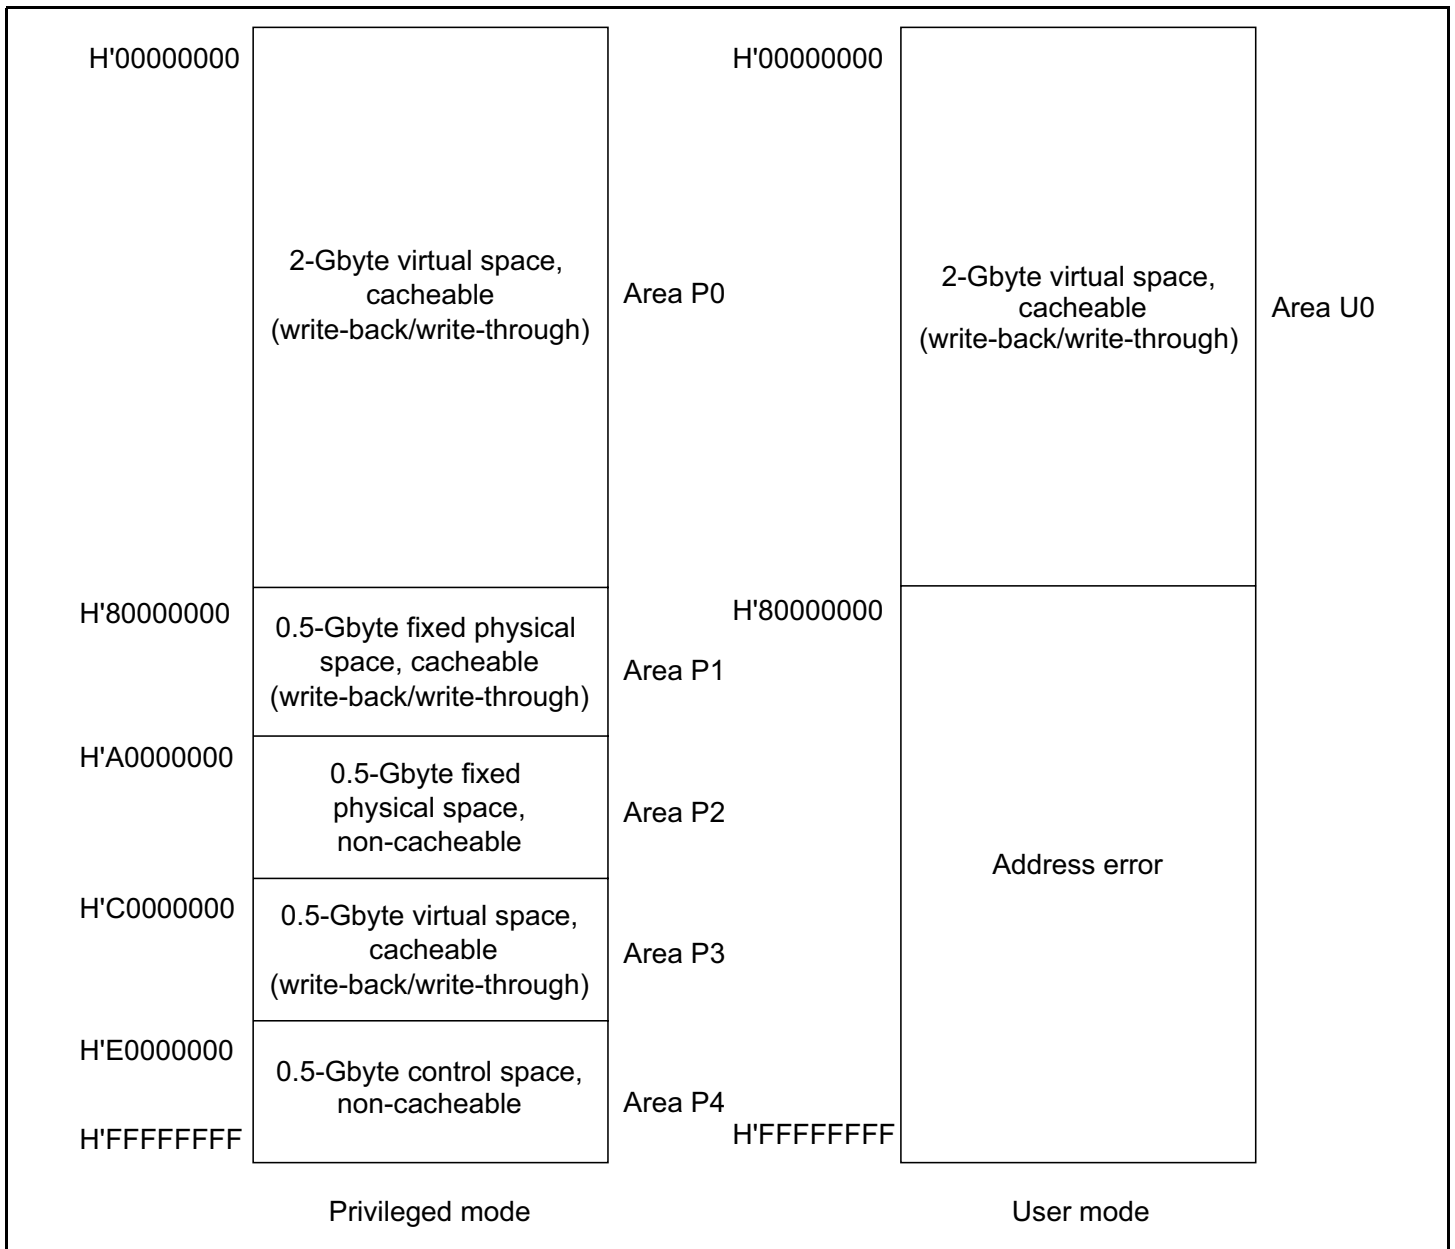 H'00000000
2-Gbyte virtual space,
cacheable
(write-back/write-through)
Area P0
H'80000000
0.5-Gbyte fixed physical
space, cacheable
(write-back/write-through)
Area P1
H'A0000000
0.5-Gbyte fixed
physical space,
non-cacheable
Area P2
H'C0000000
0.5-Gbyte virtual space,
cacheable
(write-back/write-through)
Area P3
H'E0000000
0.5-Gbyte control space,
non-cacheable
Area P4
H'FFFFFFFF
Privileged mode
H'00000000
2-Gbyte virtual space,
cacheable
(write-back/write-through)
Area U0
H'80000000
Address error
H'FFFFFFFF
User mode